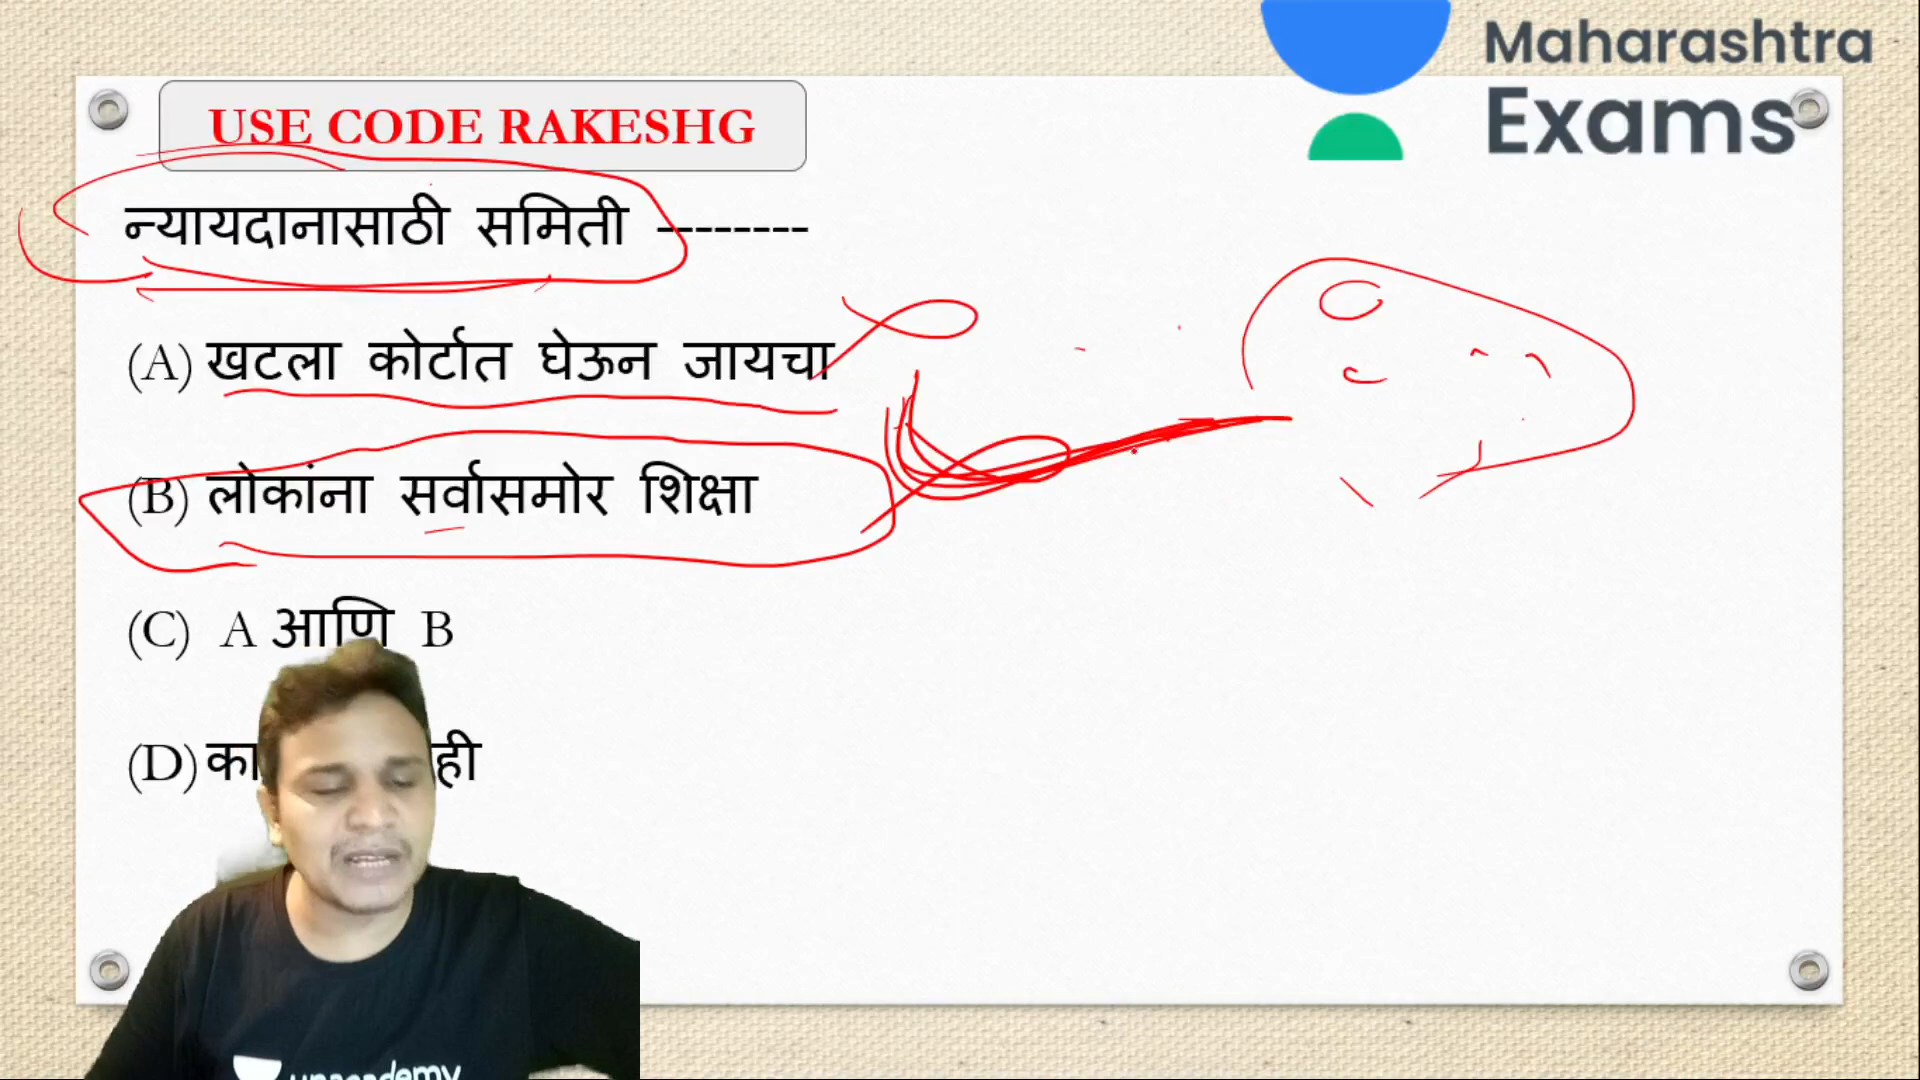 Maharashtra
Exams
USE CODE RAKESHG
न्यायदानासाठी समिती --------
(A) खटला कोर्टात घेऊन जायचा
(B) लोकांना सर्वासमोर शिक्षा
(C) A आणि B
(D)
unacademy